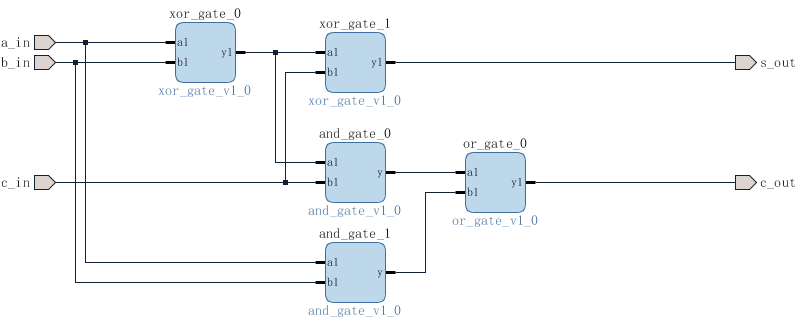 xor_gate_0
xor_gate_1
a_in
a1
y1
a1
b_in
b1
y1
s_out
b1
xor_gate_v1_0
xor_gate_v1_0
and_gate_0
or_gate_0
a1
y
a1
c_in
b1
y1
c_out
b1
and_gate_v1_0
or_gate_v1_0
and_gate_1
a1
y
b1
and_gate_v1_0